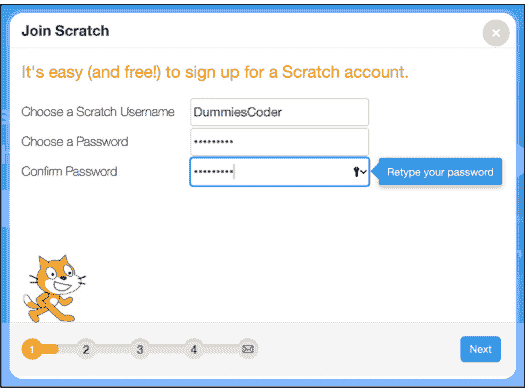 Join Scratch
It's easy (and free!) to sign up for a Scratch account.
Choose a Scratch Username DummiesCoder
Choose a Password •••••••••
Confirm Password ••••••••• Retype your password
1 2 3 4 Next